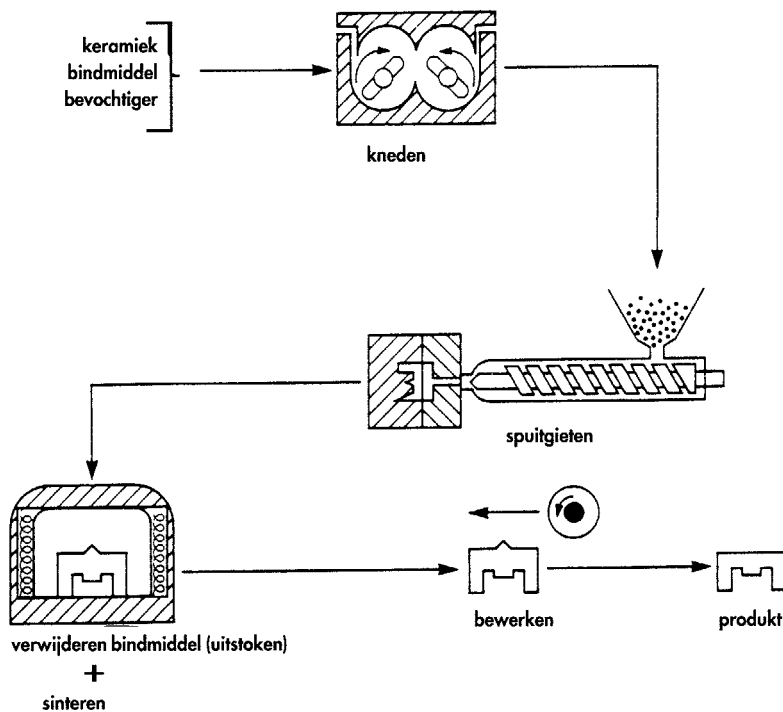 keramiek
bindmiddel
bevochtiger
kneden
spuitgieten
verwijderen bindmiddel (uitstoken)
+
sinteren
bewerken
produkt